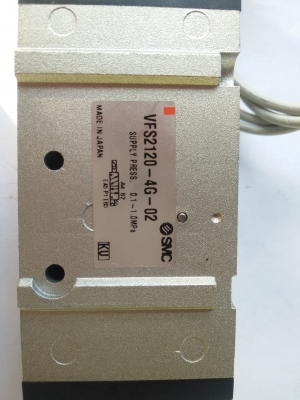 VFS2120-4G-02
SUPPLY PRESS. 0.1~1.0MPa
SMC
MADE IN JAPAN
KU